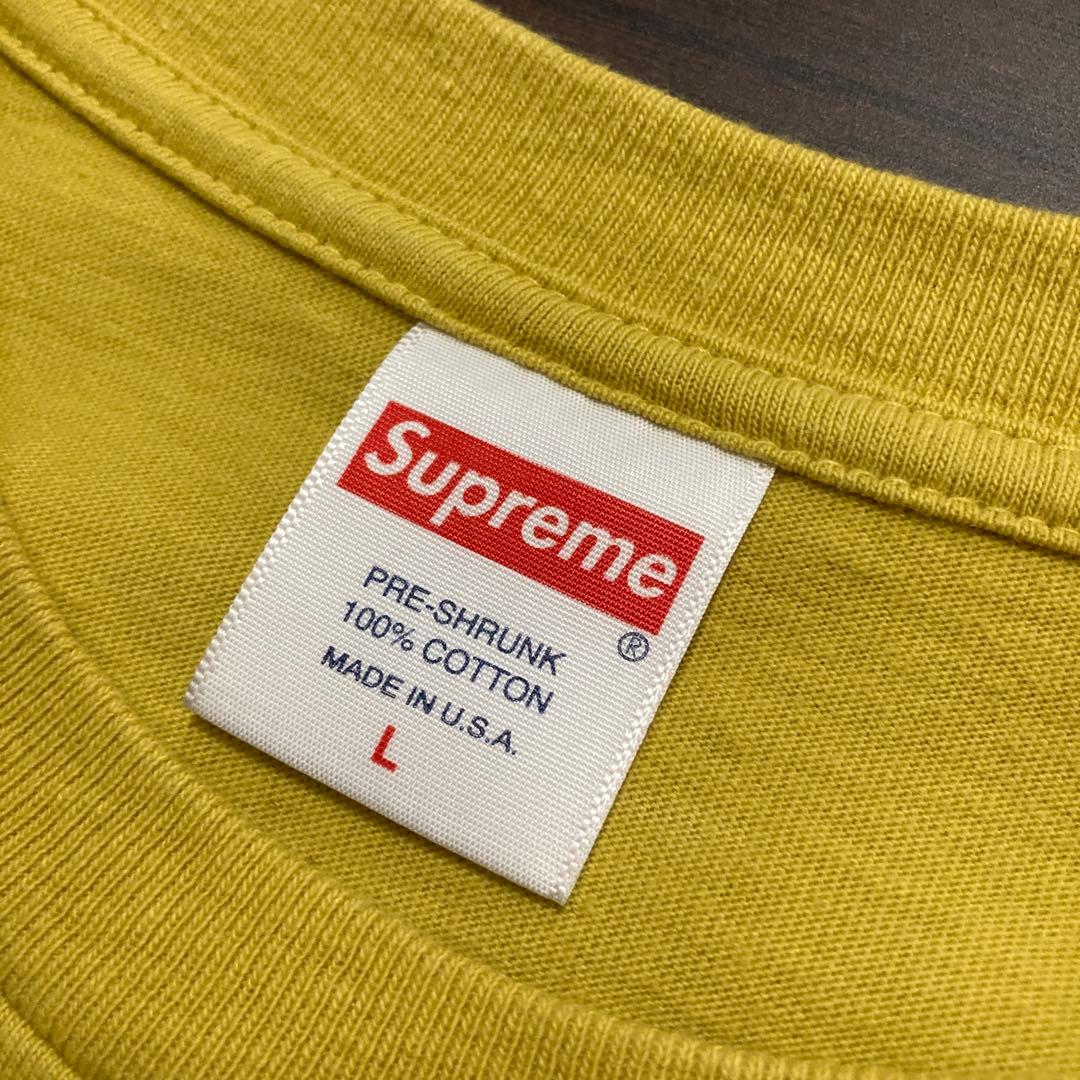 Supreme
®
PRE-SHRUNK
100% COTTON
MADE IN U.S.A.
L